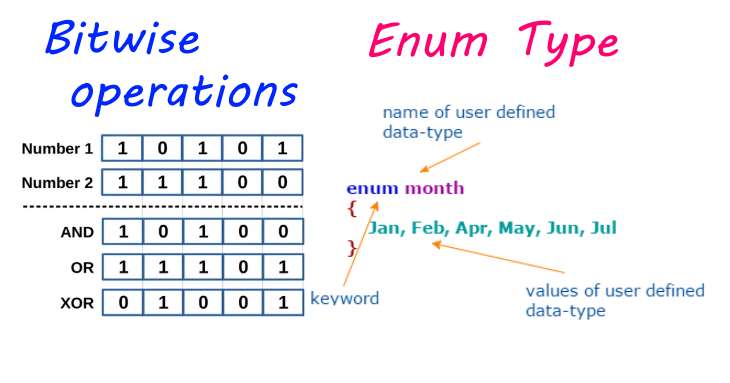 Bitwise
operations
Number 1 1 0 1 0 1
Number 2 1 1 1 0 0
AND 1 0 1 0 0
OR 1 1 1 0 1
XOR 0 1 0 0 1
Enum Type
name of user defined
data-type
enum month
{
Jan, Feb, Apr, May, Jun, Jul
}
keyword
values of user defined
data-type